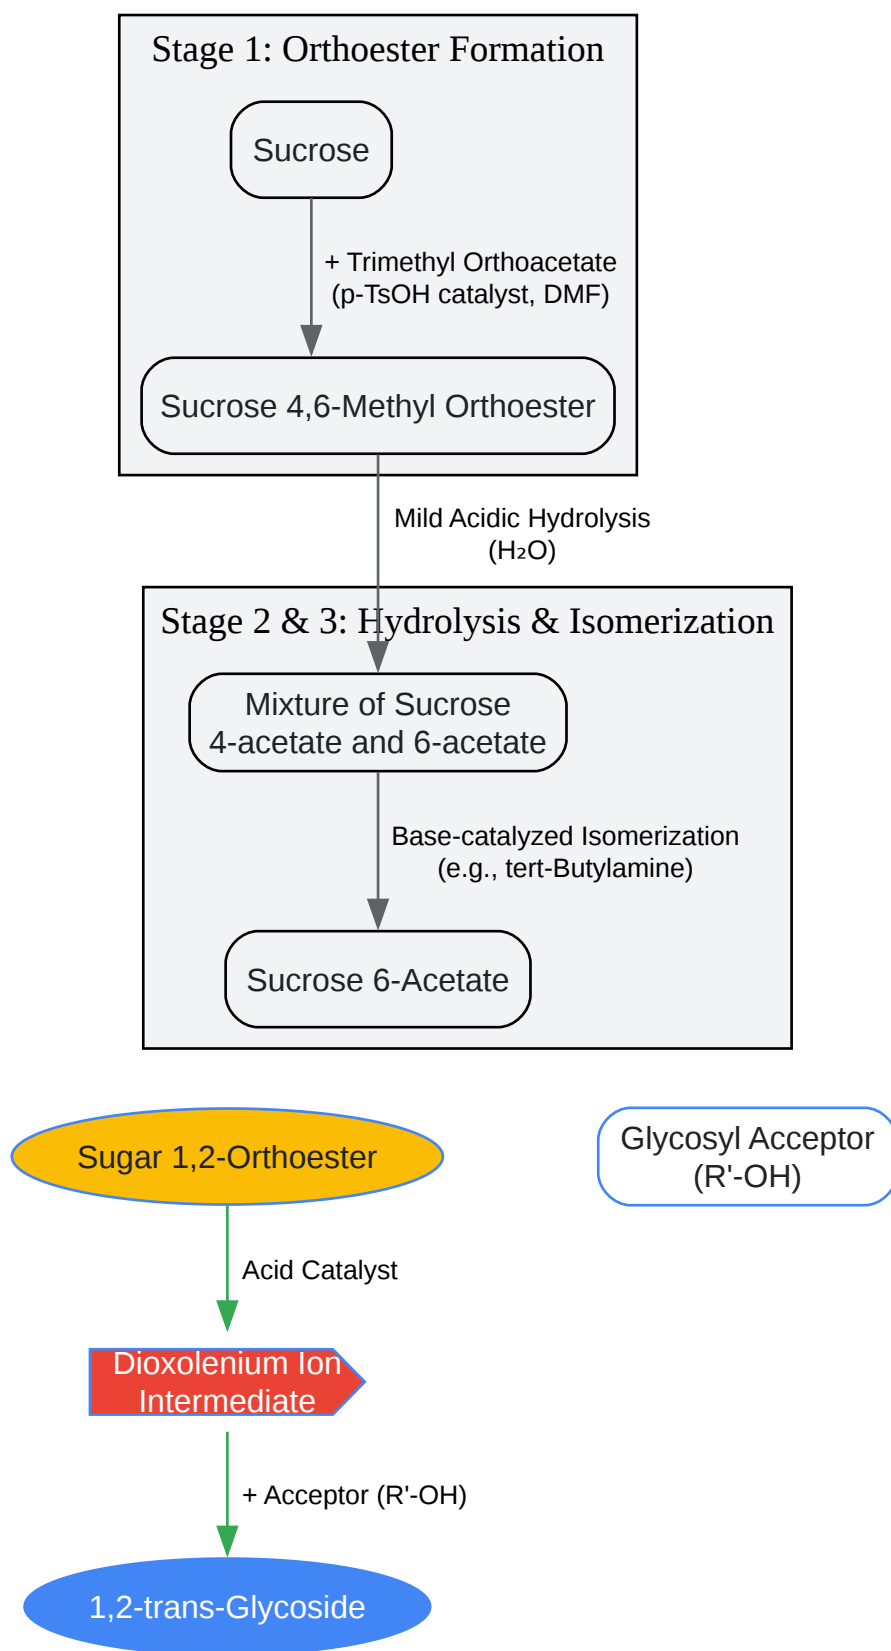 Stage 1: Orthoester Formation
Sucrose
+ Trimethyl Orthoacetate
(p-TsOH catalyst, DMF)
Sucrose 4,6-Methyl Orthoester
Mild Acidic Hydrolysis
(H₂O)
Stage 2 & 3: Hydrolysis & Isomerization
Mixture of Sucrose
4-acetate and 6-acetate
Base-catalyzed Isomerization
(e.g., tert-Butylamine)
Sucrose 6-Acetate
Sugar 1,2-Orthoester
Glycosyl Acceptor
(R'-OH)
Acid Catalyst
Dioxolenium Ion
Intermediate
+ Acceptor (R'-OH)
1,2-trans-Glycoside